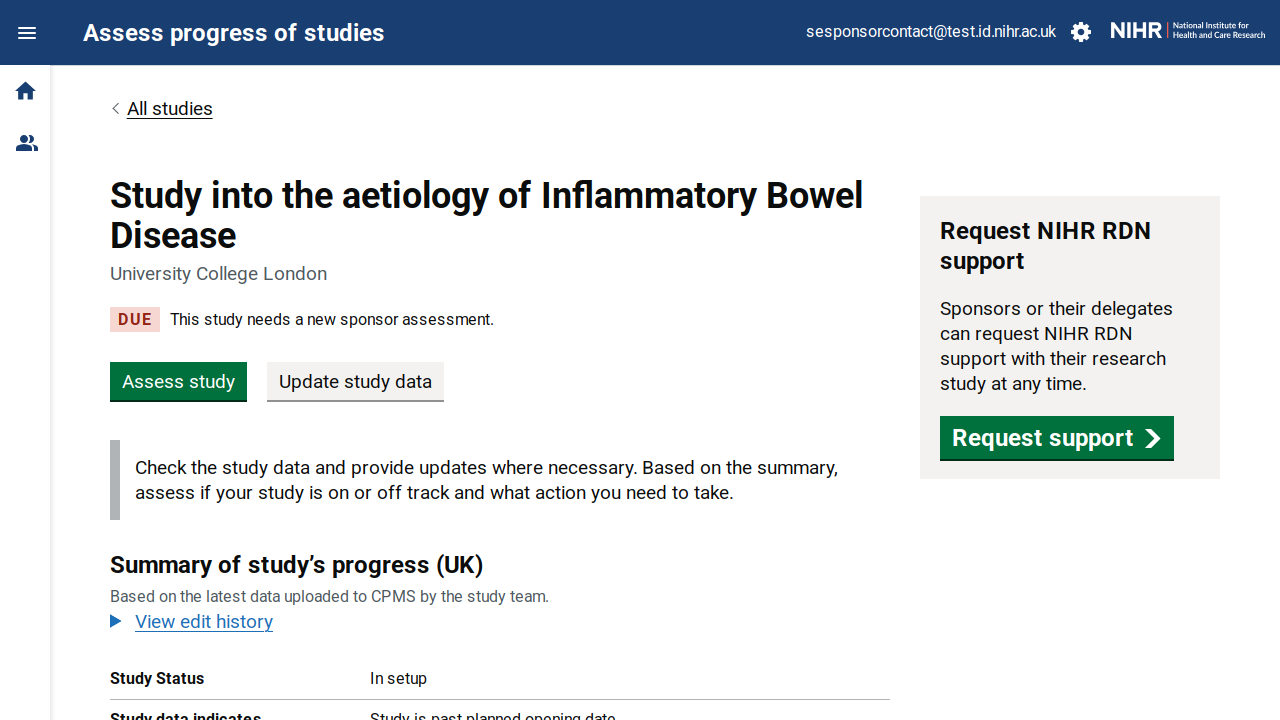 Assess progress of studies
sesponsorcontact@test.id.nihr.ac.uk
NIHR | National Institute for
Health and Care Research
All studies
Study into the aetiology of Inflammatory Bowel
Disease
University College London
DUE This study needs a new sponsor assessment.
Assess study
Update study data
Check the study data and provide updates where necessary. Based on the summary,
assess if your study is on or off track and what action you need to take.
Summary of study’s progress (UK)
Based on the latest data uploaded to CPMS by the study team.
View edit history
Study Status In setup
Study data indicates Study is past planned opening date
Request NIHR RDN
support
Sponsors or their delegates
can request NIHR RDN
support with their research
study at any time.
Request support